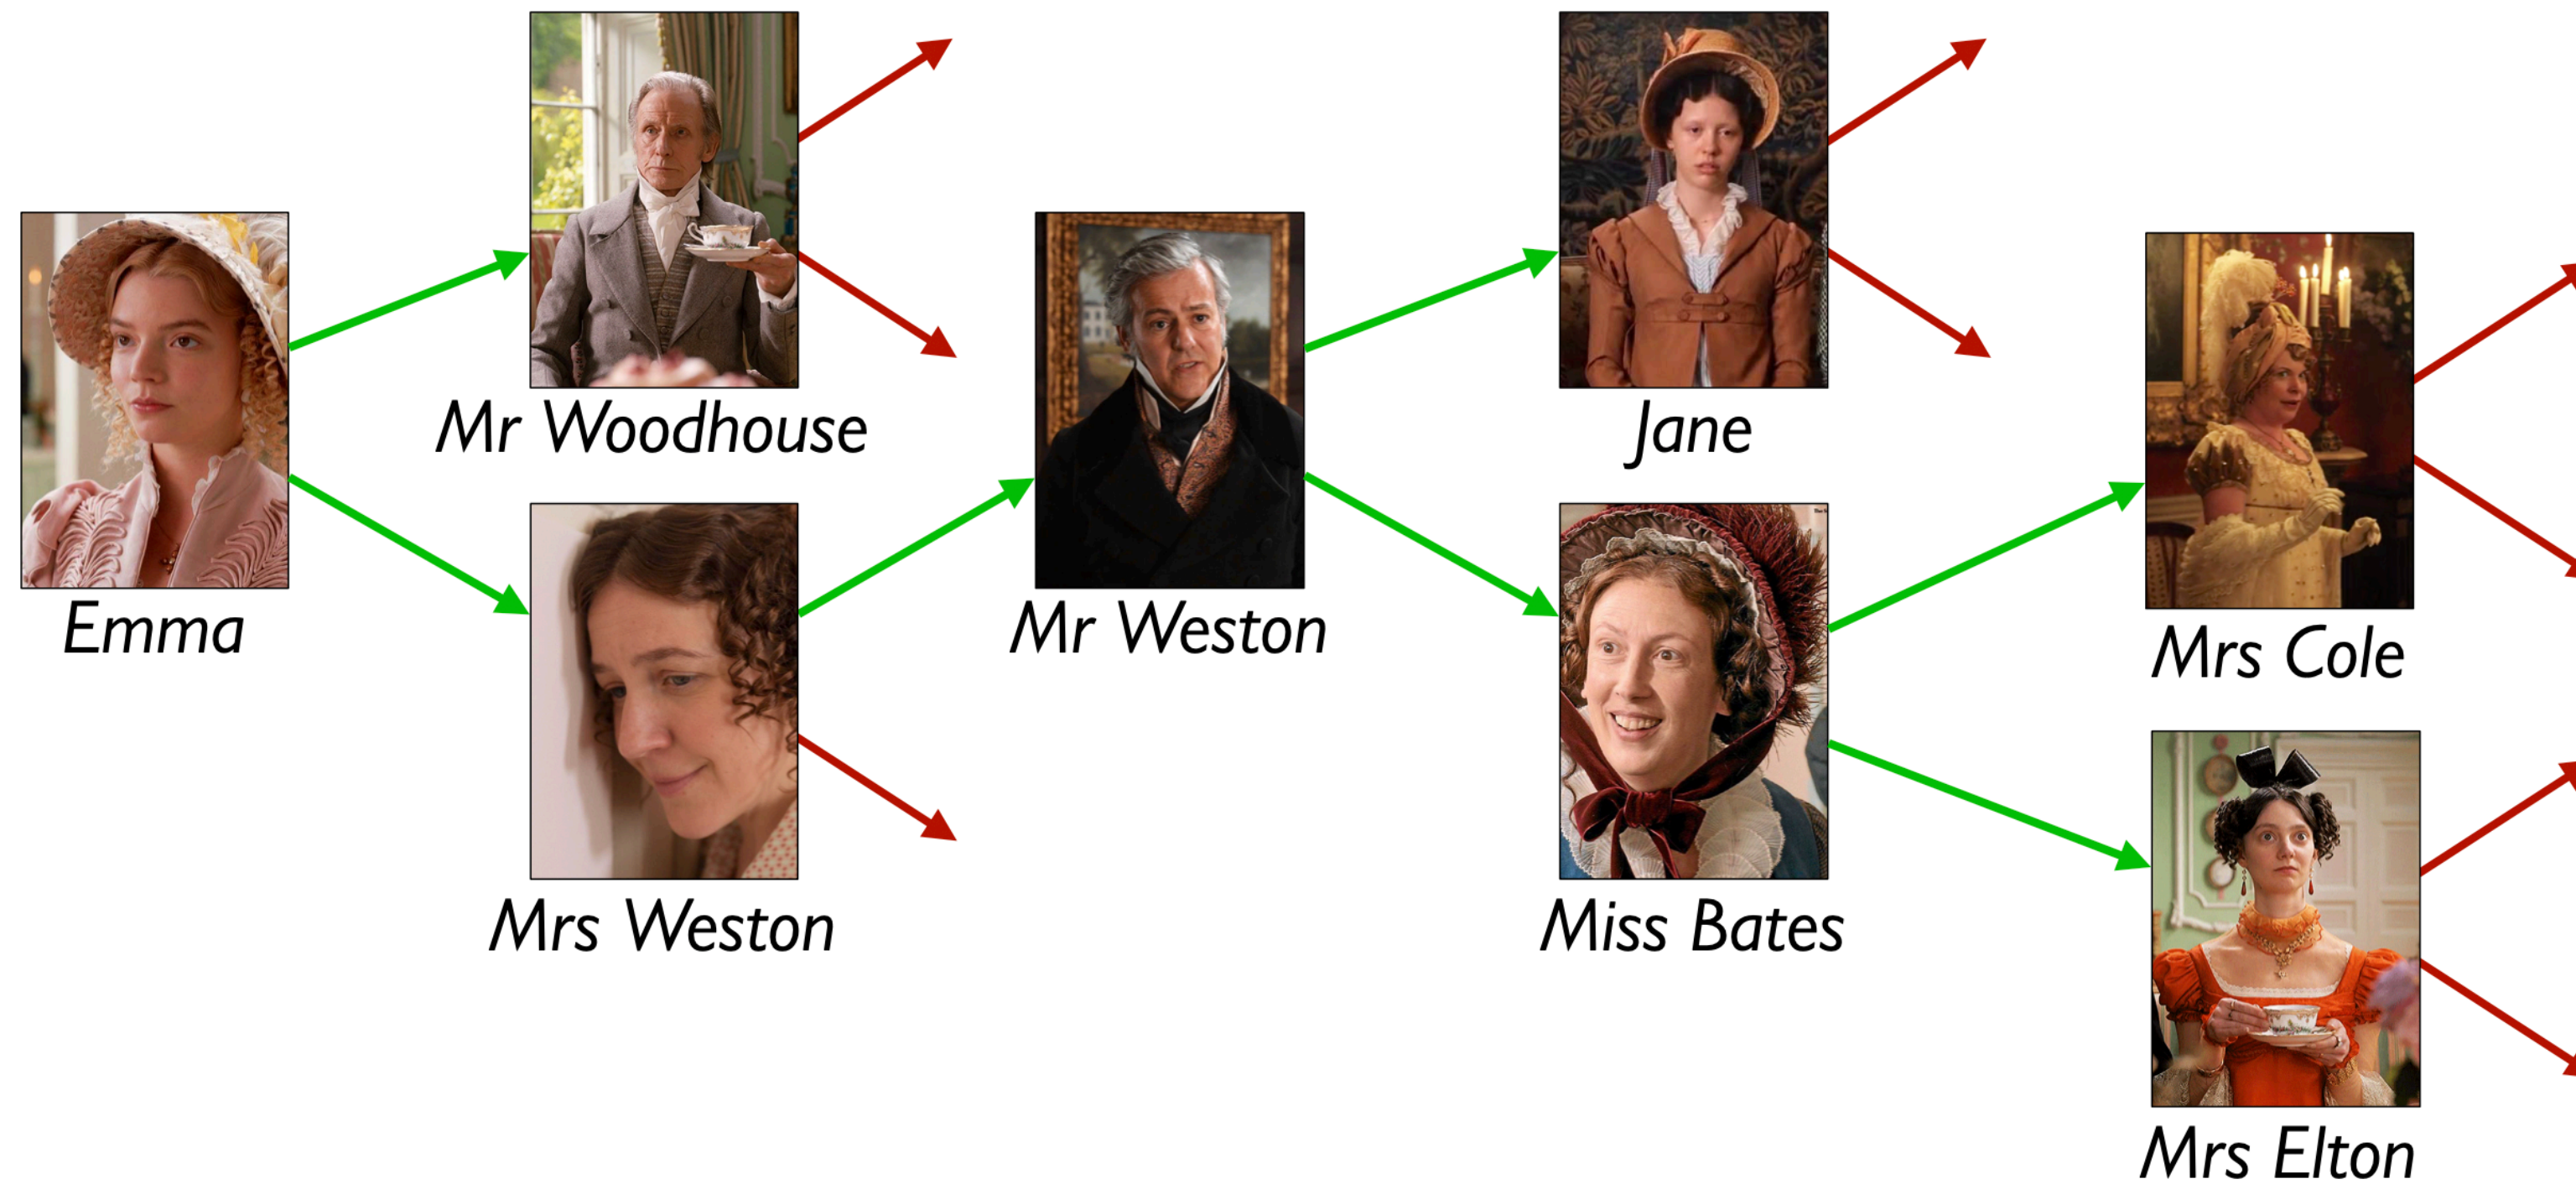 Emma
Mr Woodhouse
Mrs Weston
Mr Weston
Jane
Miss Bates
Mrs Cole
Mrs Elton